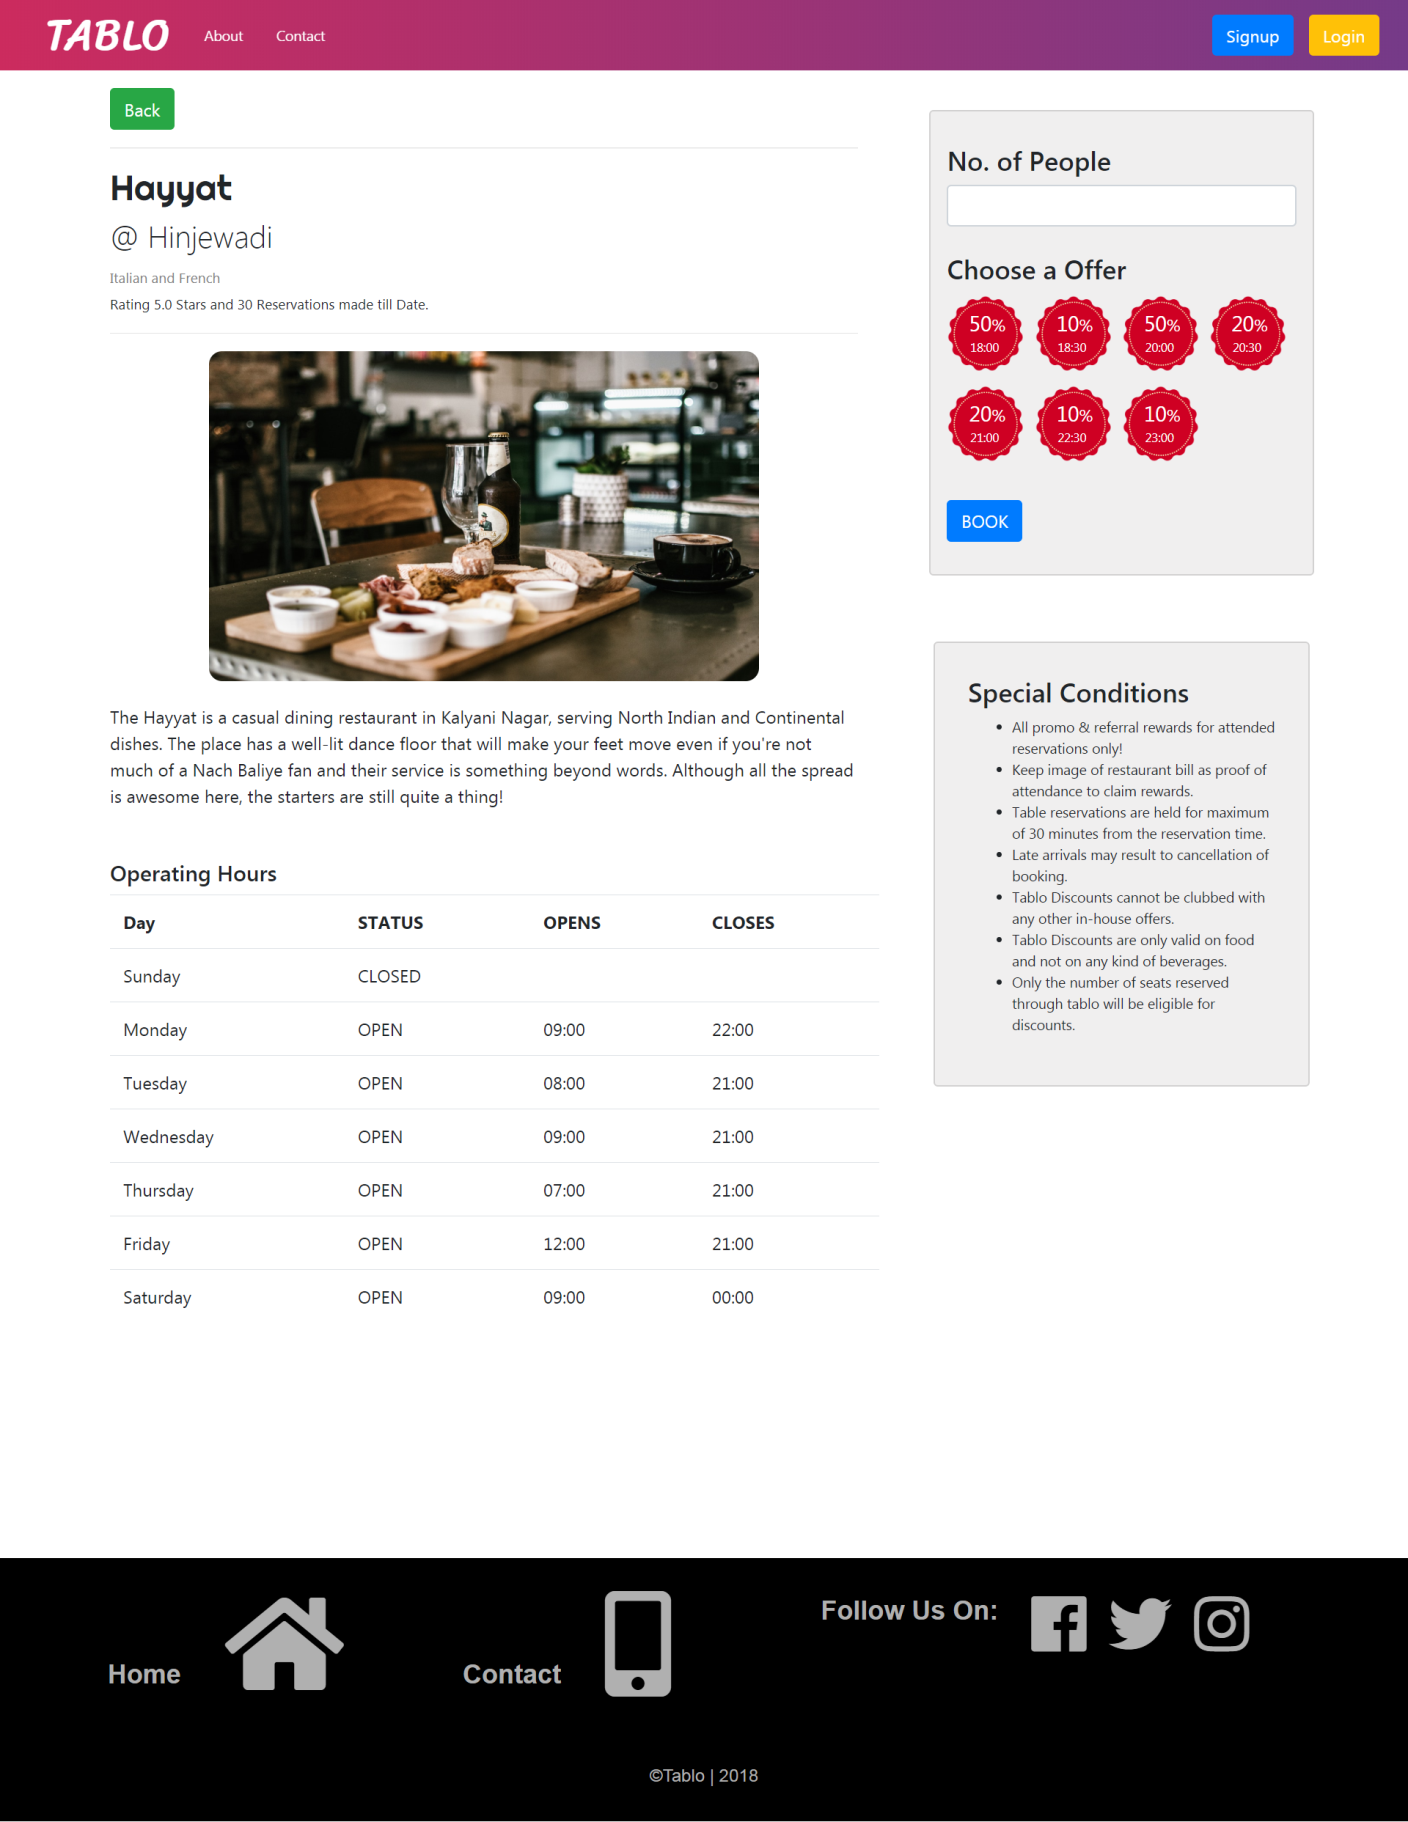 TABLO About Contact Signup Login
Back
Hayyat
@ Hinjewadi
Italian and French
Rating 5.0 Stars and 30 Reservations made till Date.
The Hayyat is a casual dining restaurant in Kalyani Nagar, serving North Indian and Continental
dishes. The place has a well-lit dance floor that will make your feet move even if you're not
much of a Nach Baliye fan and their service is something beyond words. Although all the spread
is awesome here, the starters are still quite a thing!
Operating Hours
Day STATUS OPENS CLOSES
Sunday CLOSED
Monday OPEN 09:00 22:00
Tuesday OPEN 08:00 21:00
Wednesday OPEN 09:00 21:00
Thursday OPEN 07:00 21:00
Friday OPEN 12:00 21:00
Saturday OPEN 09:00 00:00
No. of People
Choose a Offer
50% 10% 50% 20%
18:00 18:30 20:00 20:30
20% 10% 10%
21:00 22:30 23:00
BOOK
Special Conditions
• All promo & referral rewards for attended
reservations only!
• Keep image of restaurant bill as proof of
attendance to claim rewards.
• Table reservations are held for maximum
of 30 minutes from the reservation time.
• Late arrivals may result to cancellation of
booking.
• Tablo Discounts cannot be clubbed with
any other in-house offers.
• Tablo Discounts are only valid on food
and not on any kind of beverages.
• Only the number of seats reserved
through tablo will be eligible for
discounts.
Home Contact Follow Us On:
©Tablo | 2018